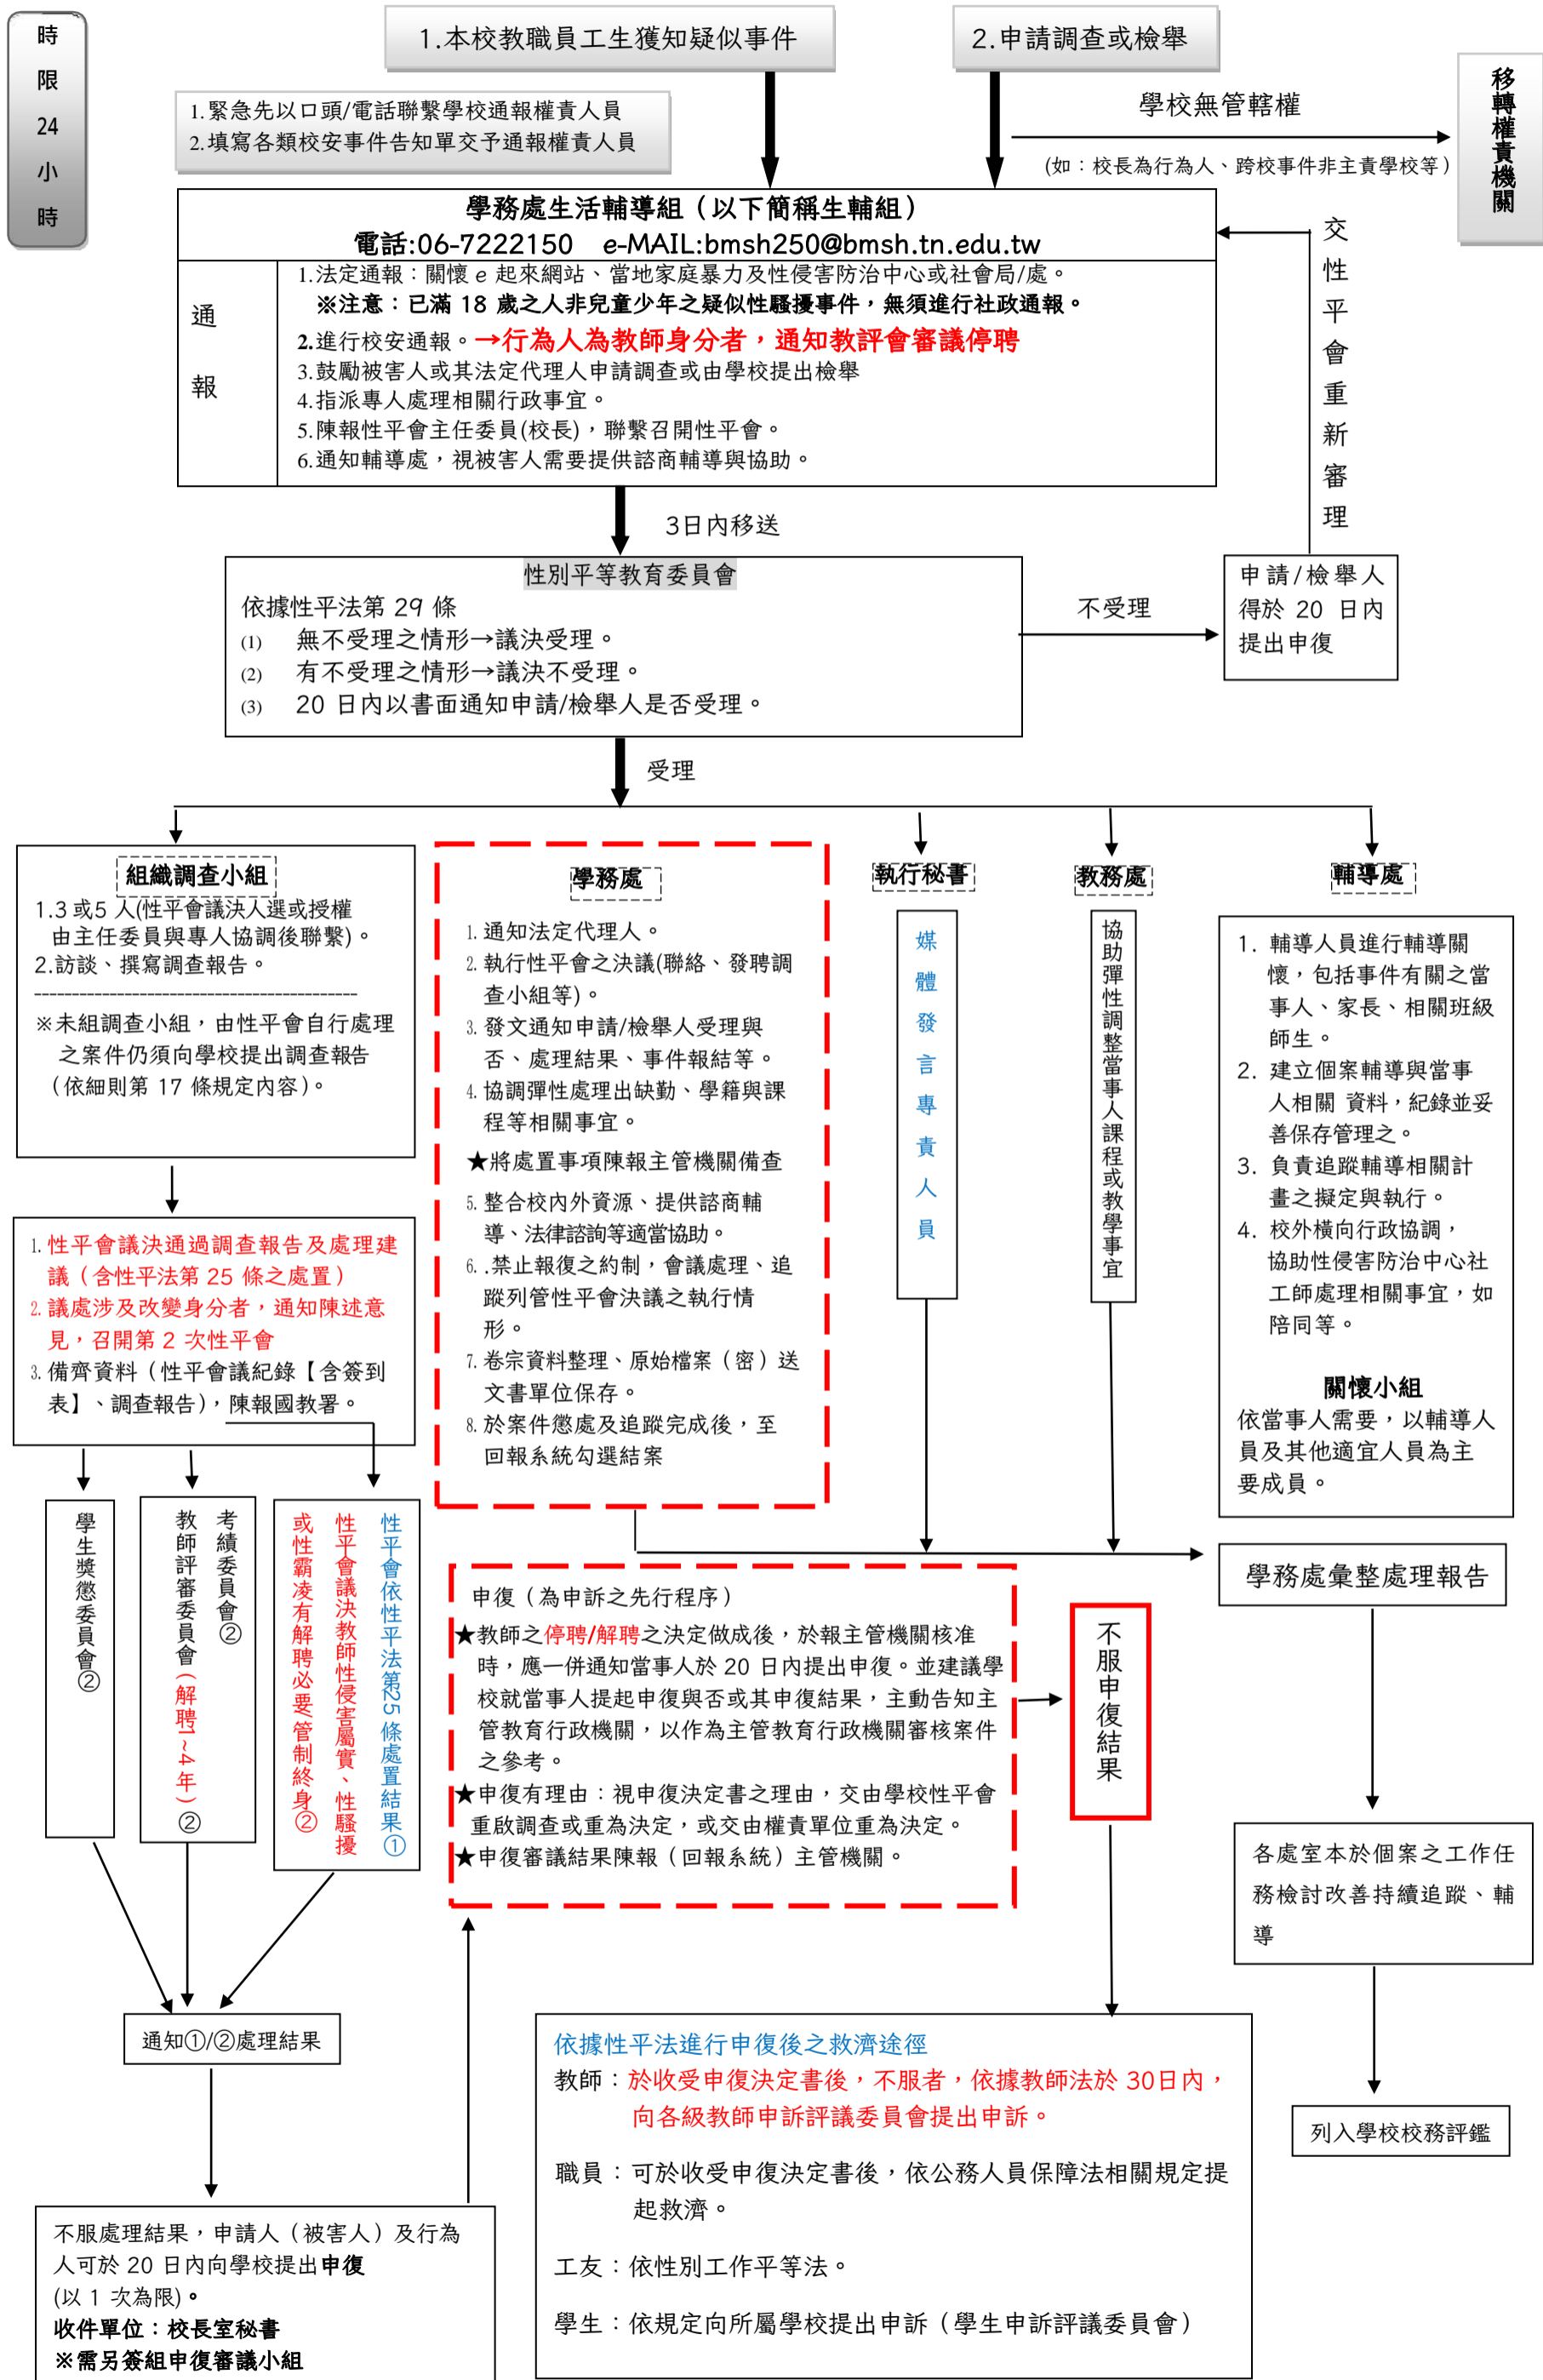 時
限
24
小
時
1.本校教職員工生獲知疑似事件
2.申請調查或檢舉
移轉權責機關
1.緊急先以口頭/電話聯繫學校通報權責人員
2.填寫各類校安事件告知單交予通報權責人員
學校無管轄權
(如：校長為行為人、跨校事件非主責學校等)
學務處生活輔導組（以下簡稱生輔組）
電話:06-7222150 e-MAIL:bmsh250@bmsh.tn.edu.tw
通
報
1.法定通報：關懷 e 起來網站、當地家庭暴力及性侵害防治中心或社會局/處。
※注意：已滿 18 歲之人非兒童少年之疑似性騷擾事件，無須進行社政通報。
2.進行校安通報。→行為人為教師身分者，通知教評會審議停聘
3.鼓勵被害人或其法定代理人申請調查或由學校提出檢舉
4.指派專人處理相關行政事宜。
5.陳報性平會主任委員(校長)，聯繫召開性平會。
6.通知輔導處，視被害人需要提供諮商輔導與協助。
交
性
平
會
重
新
審
理
3日內移送
性別平等教育委員會
依據性平法第 29 條
(1) 無不受理之情形→議決受理。
(2) 有不受理之情形→議決不受理。
(3) 20 日內以書面通知申請/檢舉人是否受理。
不受理
申請/檢舉人
得於 20 日內
提出申復
受理
組織調查小組
1.3 或5 人(性平會議決人選或授權
由主任委員與專人協調後聯繫)。
2.訪談、撰寫調查報告。
-------------------------------------------
※未組調查小組，由性平會自行處理
之案件仍須向學校提出調查報告
（依細則第 17 條規定內容）。
1. 性平會議決通過調查報告及處理建
議（含性平法第 25 條之處置）
2. 議處涉及改變身分者，通知陳述意
見，召開第 2 次性平會
3. 備齊資料（性平會議紀錄【含簽到
表】、調查報告），陳報國教署。
學務處
1. 通知法定代理人。
2. 執行性平會之決議(聯絡、發聘調
查小組等)。
3. 發文通知申請/檢舉人受理與
否、處理結果、事件報結等。
4. 協調彈性處理出缺勤、學籍與課
程等相關事宜。
★將處置事項陳報主管機關備查
5. 整合校內外資源、提供諮商輔
導、法律諮詢等適當協助。
6. .禁止報復之約制，會議處理、追
蹤列管性平會決議之執行情
形。
7. 卷宗資料整理、原始檔案（密）送
文書單位保存。
8. 於案件懲處及追蹤完成後，至
回報系統勾選結案
執行秘書
媒
體
發
言
專
責
人
員
教務處
協助彈性調整當事人課程或教學事宜
輔導處
1. 輔導人員進行輔導關
懷，包括事件有關之當
事人、家長、相關班級
師生。
2. 建立個案輔導與當事
人相關 資料，紀錄並妥
善保存管理之。
3. 負責追蹤輔導相關計
畫之擬定與執行。
4. 校外橫向行政協調，
協助性侵害防治中心社
工師處理相關事宜，如
陪同等。
關懷小組
依當事人需要，以輔導人
員及其他適宜人員為主
要成員。
學生獎懲委員會②
考績委員會②
教師評審委員會（解聘1~4年）②
性平會依性平法第25 條處置結果①
性平會議決教師性侵害屬實、性騷擾
或性霸凌有解聘必要/管制終身②
申復（為申訴之先行程序）
★教師之停聘/解聘之決定做成後，於報主管機關核准
時，應一併通知當事人於 20 日內提出申復。並建議學
校就當事人提起申復與否或其申復結果，主動告知主
管教育行政機關，以作為主管教育行政機關審核案件
之參考。
★申復有理由：視申復決定書之理由，交由學校性平會
重啟調查或重為決定，或交由權責單位重為決定。
★申復審議結果陳報（回報系統）主管機關。
不服申復結果
學務處彙整處理報告
各處室本於個案之工作任
務檢討改善持續追蹤、輔
導
列入學校校務評鑑
通知①/②處理結果
不服處理結果，申請人（被害人）及行為
人可於 20 日內向學校提出申復
(以 1 次為限)。
收件單位：校長室秘書
※需另簽組申復審議小組
依據性平法進行申復後之救濟途徑
教師：於收受申復決定書後，不服者，依據教師法於 30日內，
向各級教師申訴評議委員會提出申訴。
職員：可於收受申復決定書後，依公務人員保障法相關規定提
起救濟。
工友：依性別工作平等法。
學生：依規定向所屬學校提出申訴（學生申訴評議委員會）